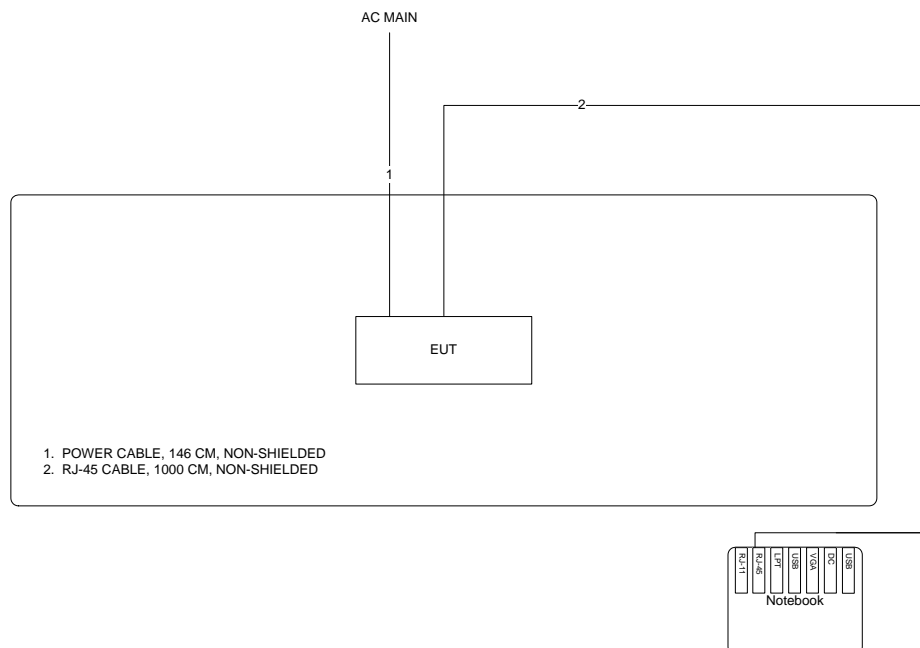 AC MAIN
2
1
EUT
1. POWER CABLE, 146 CM, NON-SHIELDED
2. RJ-45 CABLE, 1000 CM, NON-SHIELDED
RJ-11
RJ-45
LPT
USB
VGA
DC
USB
Notebook